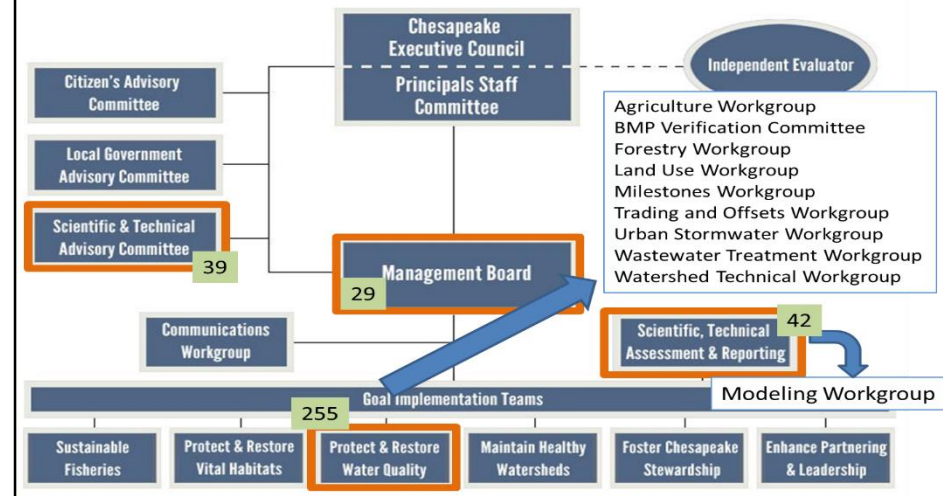 Chesapeake
Executive Council
Principals Staff
Committee
Independent Evaluator
Citizen's Advisory
Committee
Local Government
Advisory Committee
Scientific & Technical
Advisory Committee
39
Agriculture Workgroup
BMP Verification Committee
Forestry Workgroup
Land Use Workgroup
Milestones Workgroup
Trading and Offsets Workgroup
Urban Stormwater Workgroup
Wastewater Treatment Workgroup
Watershed Technical Workgroup
Management Board
29
Communications
Workgroup
Scientific, Technical
Assessment & Reporting
42
Modeling Workgroup
Goal Implementation Teams
255
Sustainable
Fisheries
Protect & Restore
Vital Habitats
Protect & Restore
Water Quality
Maintain Healthy
Watersheds
Foster Chesapeake
Stewardship
Enhance Partnering
& Leadership